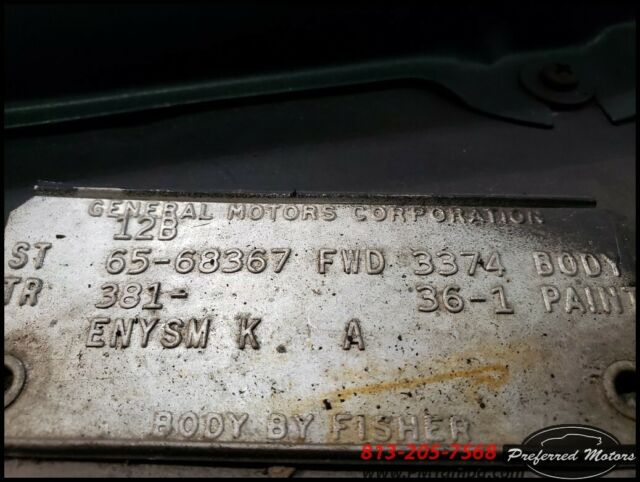 GENERAL MOTORS CORPORATION
12B
ST 65-68367 FWD 3374 BODY
TR 381- 36-1 PAINT
ENYSM K A
BODY BY FISHER
813-205-7568
Preferred Motors